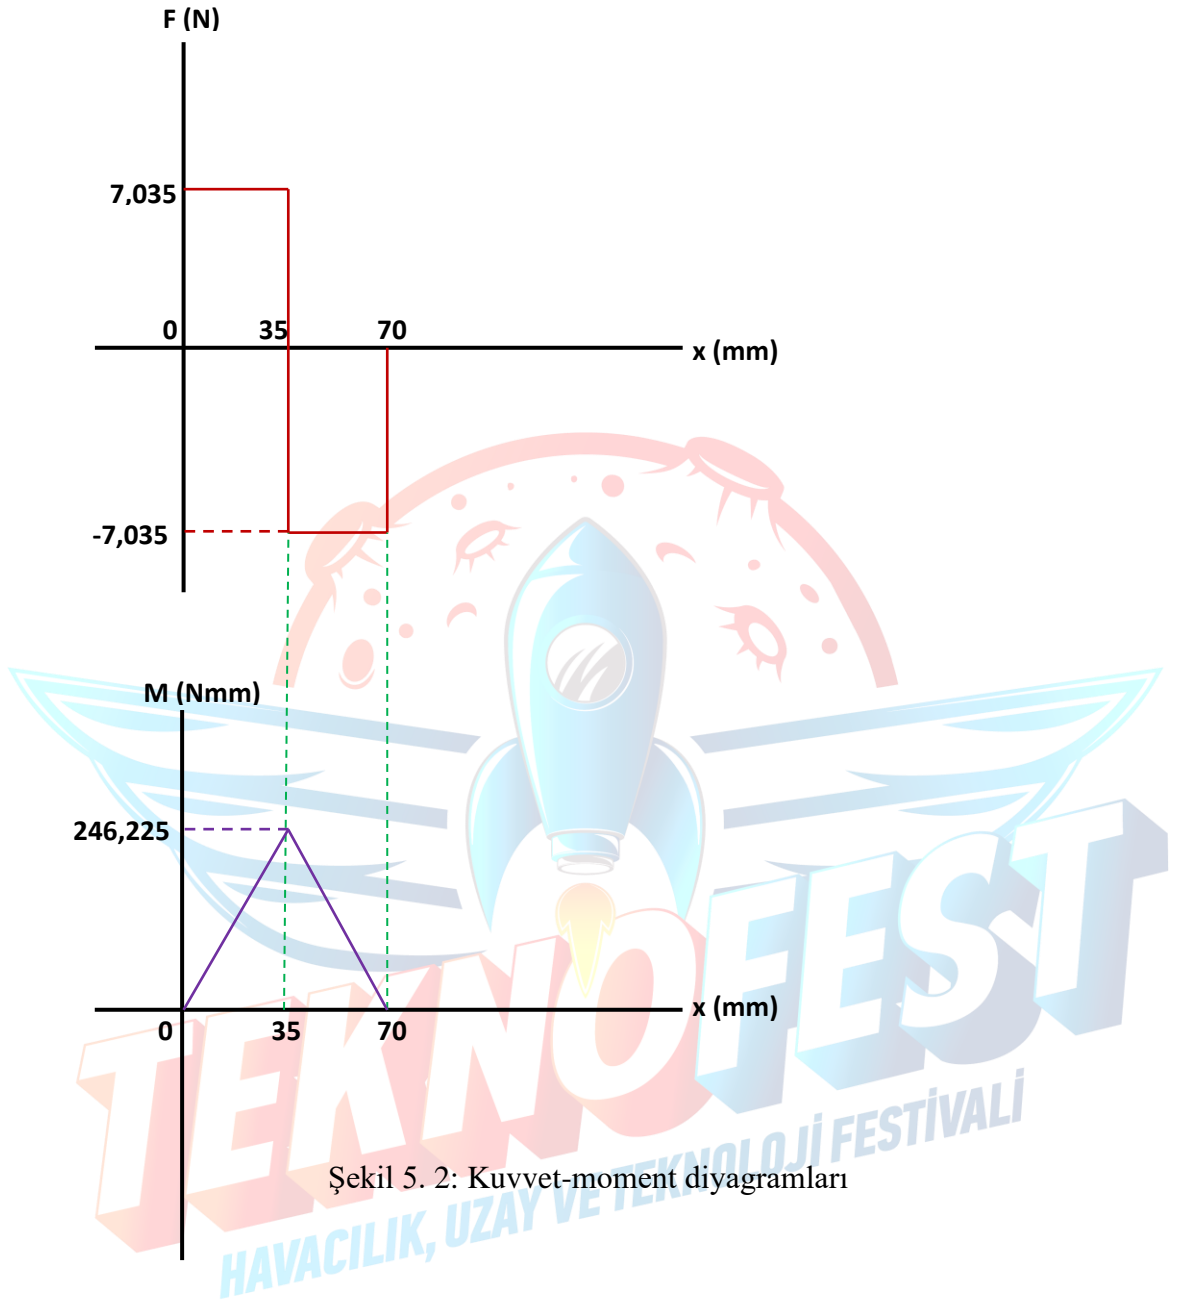 F (N)
7,035
0 35 70
x (mm)
-7,035
M (Nmm)
246,225
x (mm)
0 35 70
Şekil 5. 2: Kuvvet-moment diyagramları
TEKNOFEST
HAVACILIK, UZAY VE TEKNOLOJİ FESTİVALİ